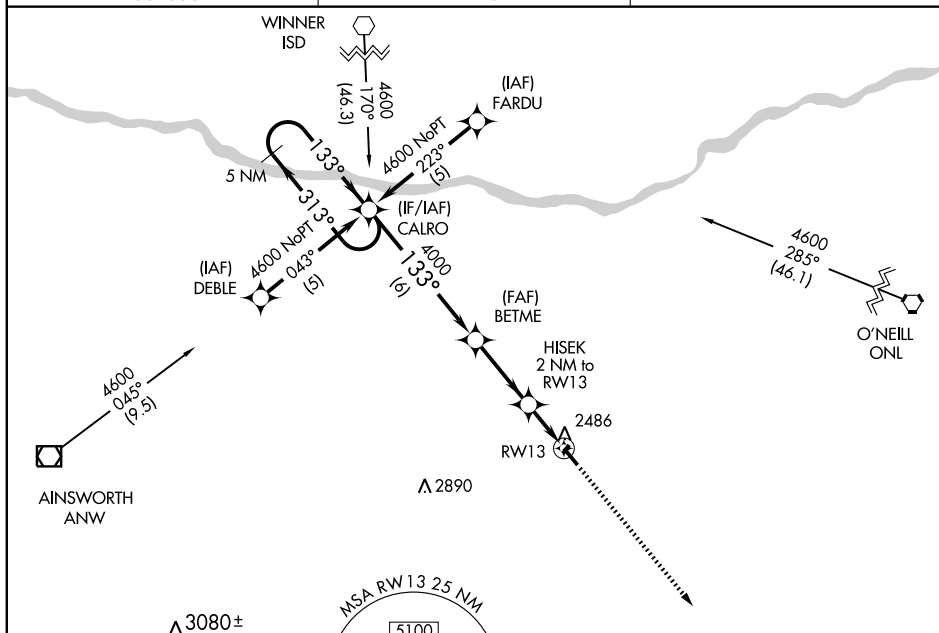 WINNER
ISD
4600
170°
(46.3)
(IAF)
FARDU
4600 NoPT
223°
(5)
133°
5 NM
313°
(IF/IAF)
CALRO
4600 NoPT
043°
(5)
(IAF)
DEBLE
4000
133°
(6)
4600
285°
(46.1)
O'NEILL
ONL
(FAF)
BETME
HISEK
2 NM to
RW13
4600
045°
(9.5)
2486
RW13
AINSWORTH
ANW
2890
MSA RW13 25 NM
3080±
5100